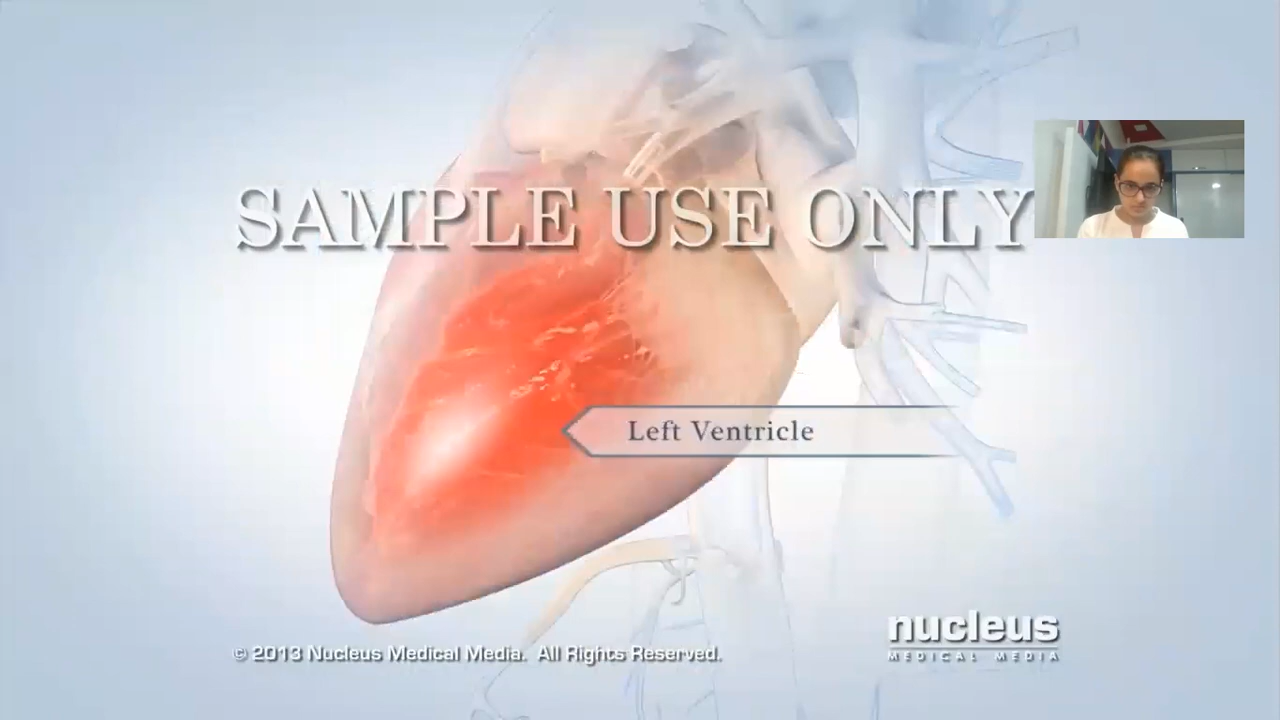 SAMPLE USE ONLY
Left Ventricle
nucleus
MEDICAL MEDIA
© 2013 Nucleus Medical Media. All Rights Reserved.